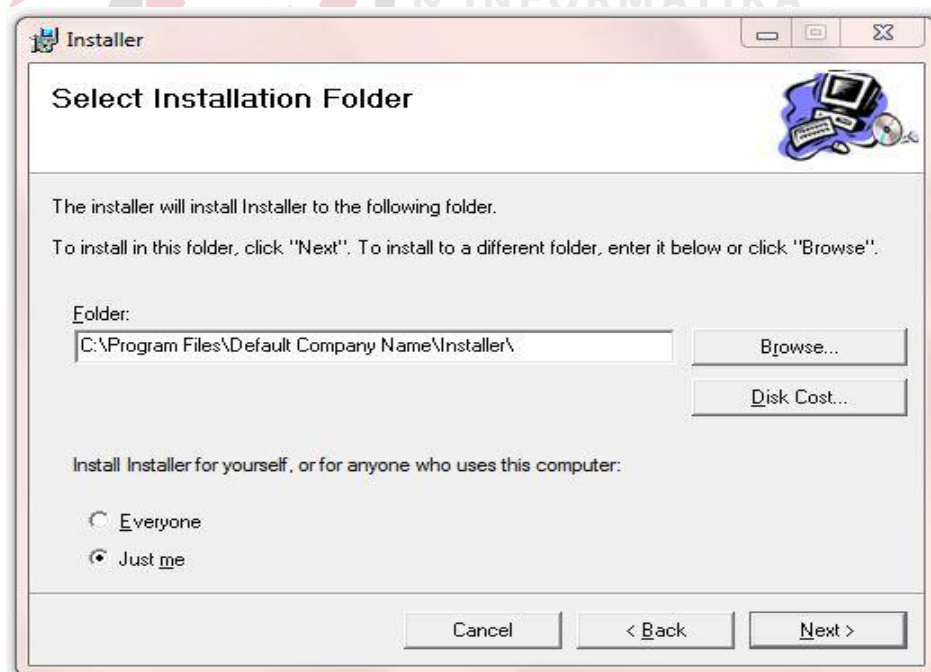 & INFORMATIKA
Installer
Select Installation Folder
The installer will install Installer to the following folder.
To install in this folder, click "Next". To install to a different folder, enter it below or click "Browse".
Folder:
C:\Program Files\Default Company Name\Installer\
Browse...
Disk Cost...
Install Installer for yourself, or for anyone who uses this computer:
Everyone
Just me
Cancel
< Back
Next >